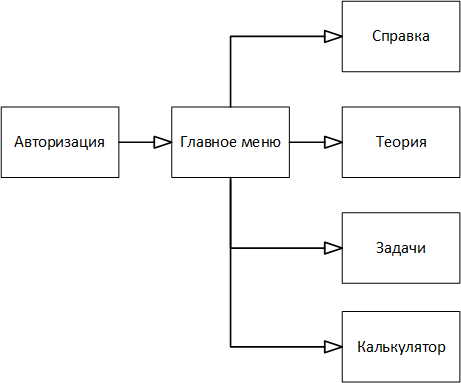 Справка
Авторизация
Главное меню
Теория
Задачи
Калькулятор